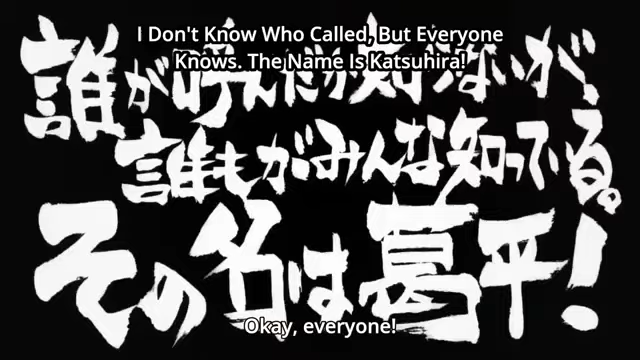 I Don't Know Who Called, But Everyone
Knows. The Name Is Katsuhira!
誰が呼んだか知らないが、
誰もがみんな知っている。
その名は葛平!
Okay, everyone!